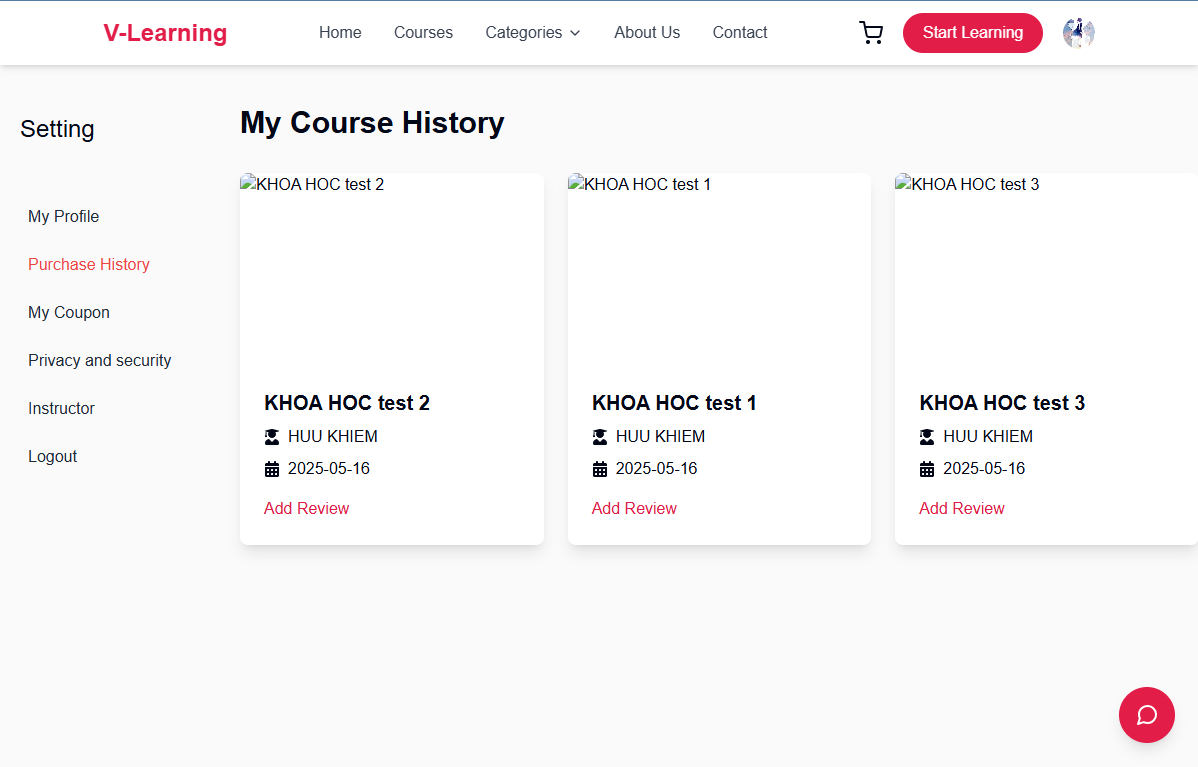 V-Learning
Home
Courses
Categories
About Us
Contact
Start Learning
Setting
My Profile
Purchase History
My Coupon
Privacy and security
Instructor
Logout
My Course History
KHOA HOC test 2
KHOA HOC test 2
HUU KHIEM
2025-05-16
Add Review
KHOA HOC test 1
KHOA HOC test 1
HUU KHIEM
2025-05-16
Add Review
KHOA HOC test 3
KHOA HOC test 3
HUU KHIEM
2025-05-16
Add Review